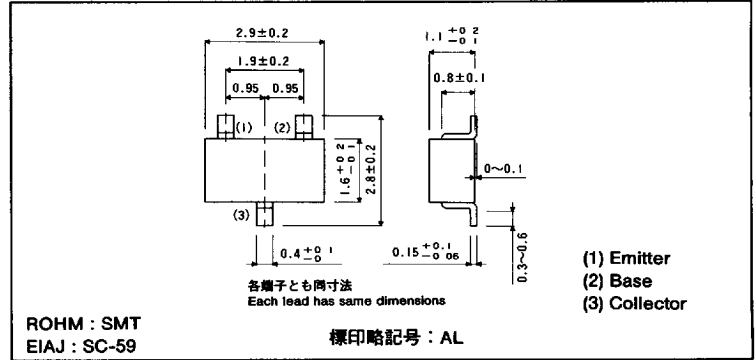 2.9±0.2
1.9±0.2
0.95 0.95
(1) (2)
(3)
1.6 +0.2 −0.1
2.8±0.2
0.4 +0.1 −0
1.1 +0.2 −0.1
0.8±0.1
0~0.1
0.15 +0.1 −0.06
0.3~0.6
各端子とも同寸法
Each lead has same dimensions
(1) Emitter
(2) Base
(3) Collector
ROHM : SMT
EIAJ : SC-59
標印略記号：AL